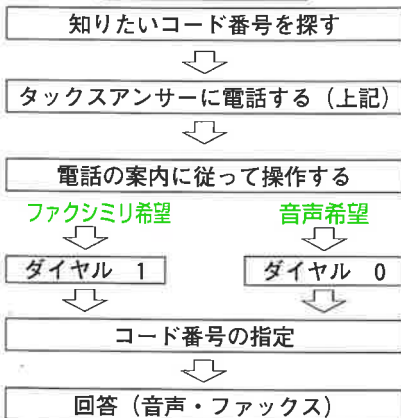 知りたいコード番号を探す
タックスアンサーに電話する（上記）
電話の案内に従って操作する
ファクシミリ希望 音声希望
ダイヤル 1 ダイヤル 0
コード番号の指定
回答（音声・ファックス）